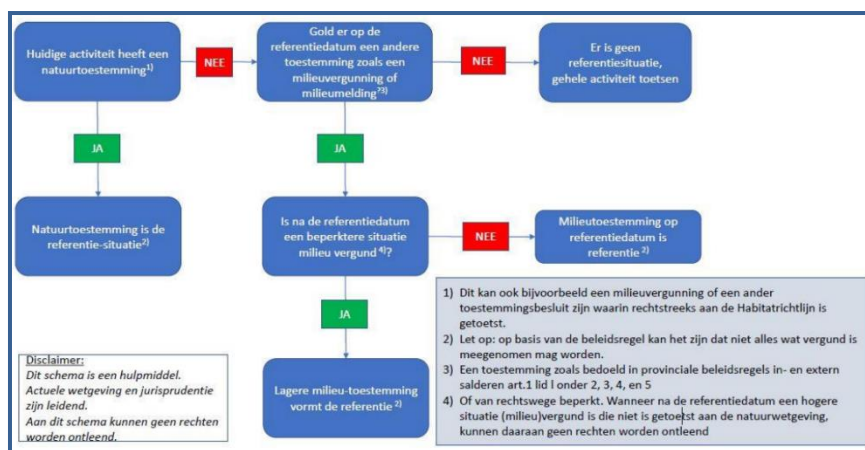 Huidige activiteit heeft een
natuurtoestemming1)
NEE
Gold er op de
referentiedatum een andere
toestemming zoals een
milieuvergunning of
milieumelding?3)
NEE
Er is geen
referentiesituatie,
gehele activiteit toetsen
JA
JA
Natuurtoestemming is de
referentie-situatie2)
Is na de referentiedatum
een beperktere situatie
milieu vergund4)?
NEE
Milieutoestemming op
referentiedatum is
referentie 2)
JA
Lagere milieu-toestemming
vormt de referentie 2)
Disclaimer:
Dit schema is een hulpmiddel.
Actuele wetgeving en jurisprudentie
zijn leidend.
Aan dit schema kunnen geen rechten
worden ontleend.
1) Dit kan ook bijvoorbeeld een milieuvergunning of een ander
toestemmingsbesluit zijn waarin rechtstreeks aan de Habitatrichtlijn is
getoetst.
2) Let op: op basis van de beleidsregel kan het zijn dat niet alles wat vergund is
meegenomen mag worden.
3) Een toestemming zoals bedoeld in provinciale beleidsregels in- en extern
salderen art.1 lid l onder 2, 3, 4, en 5
4) Of van rechtswege beperkt. Wanneer na de referentiedatum een hogere
situatie (milieu)vergund is die niet is getoetst aan de natuurwetgeving,
kunnen daaraan geen rechten worden ontleend